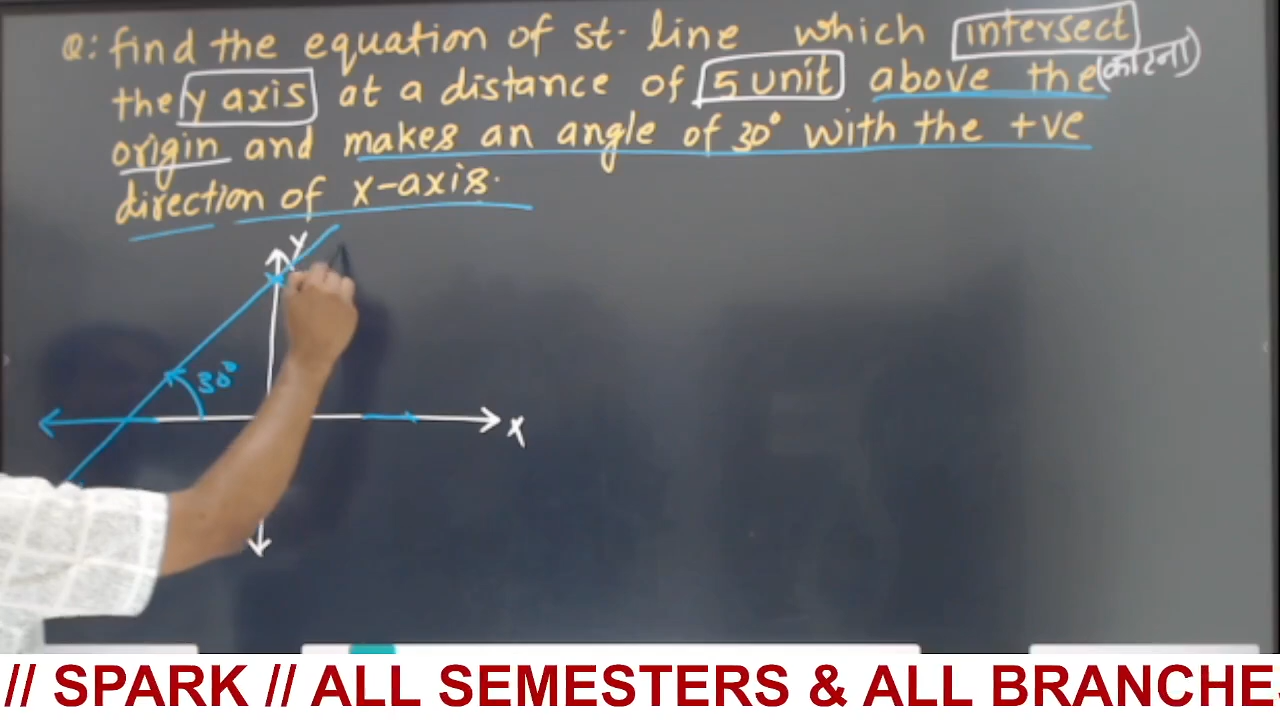 Q: find the equation of st. line which intersect
(काटना)
the y axis at a distance of 5 unit above the
origin and makes an angle of 30° with the +ve
direction of x-axis.
Y
30°
X
// SPARK // ALL SEMESTERS & ALL BRANCHES